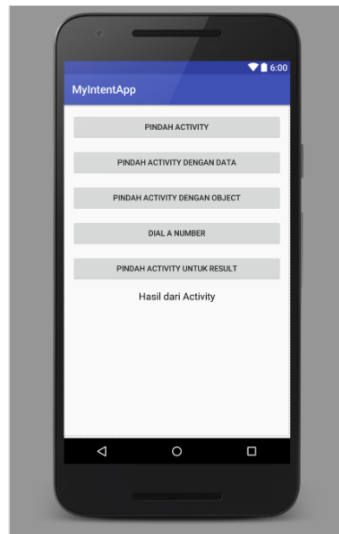 6:00
MyIntentApp
PINDAH ACTIVITY
PINDAH ACTIVITY DENGAN DATA
PINDAH ACTIVITY DENGAN OBJECT
DIAL A NUMBER
PINDAH ACTIVITY UNTUK RESULT
Hasil dari Activity